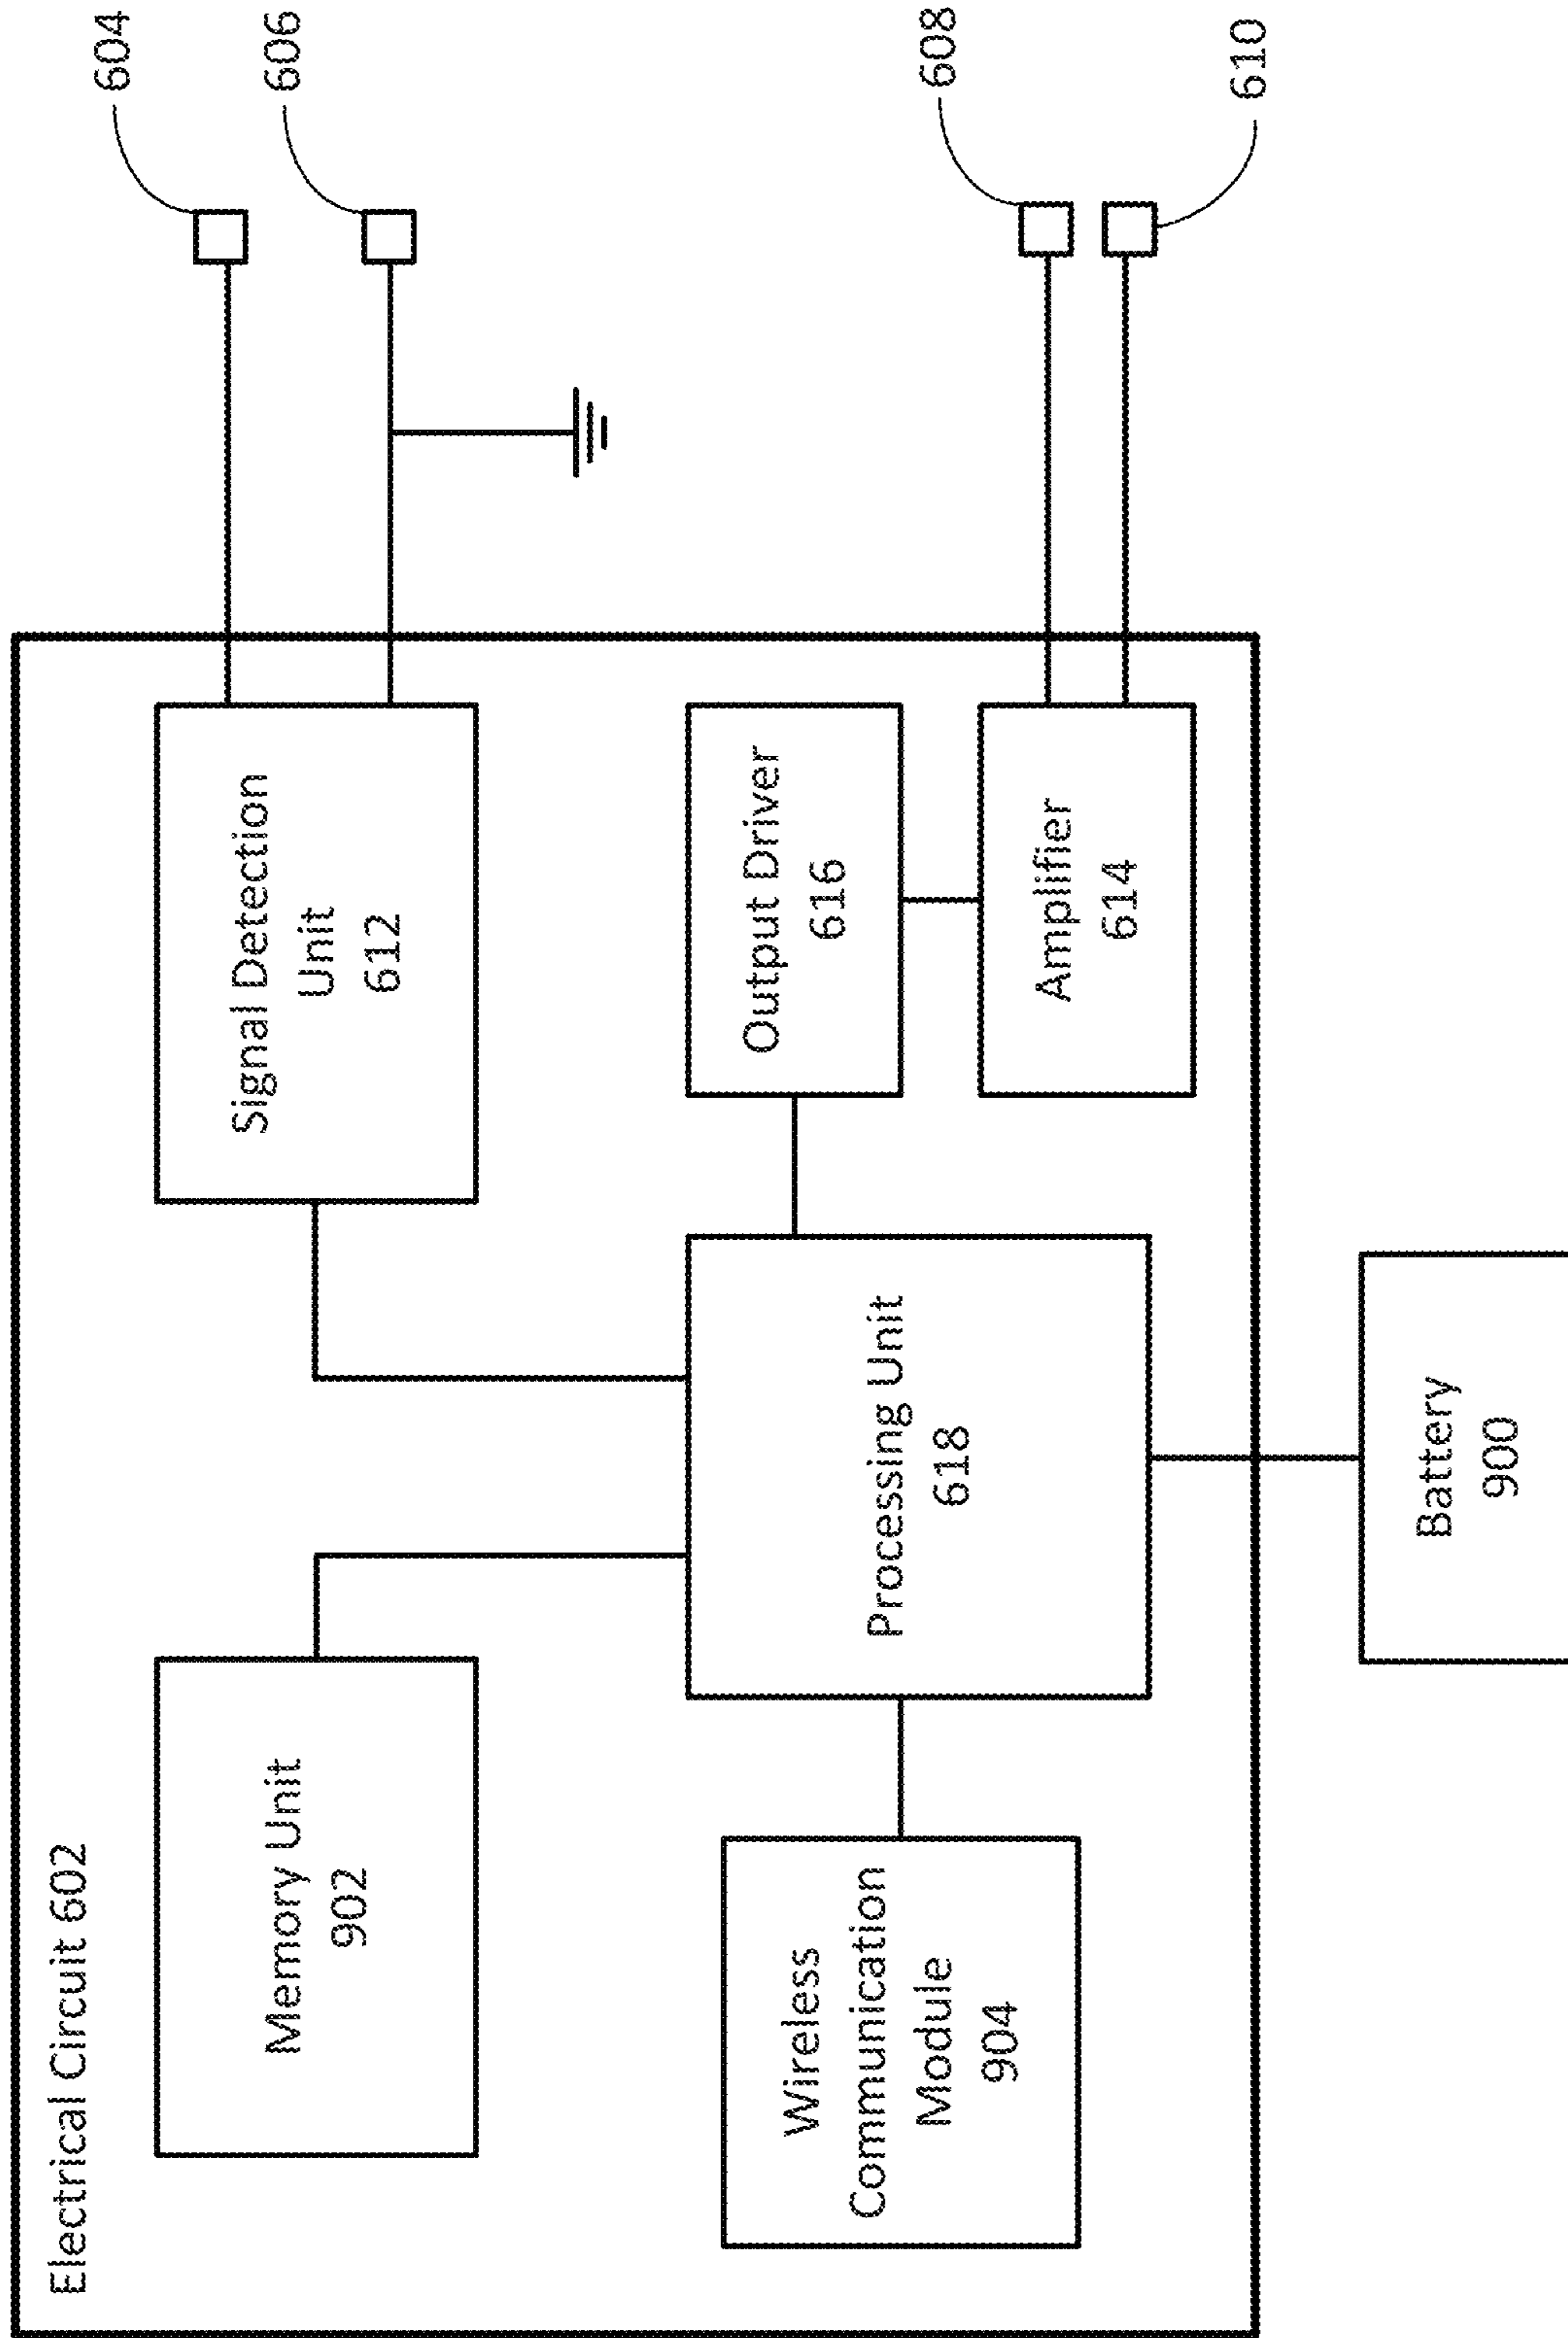 Electrical Circuit 602
Memory Unit
902
Signal Detection
Unit
612
604
606
Wireless
Communication
Module
904
Processing Unit
618
Output Driver
616
Amplifier
614
608
610
Battery
900